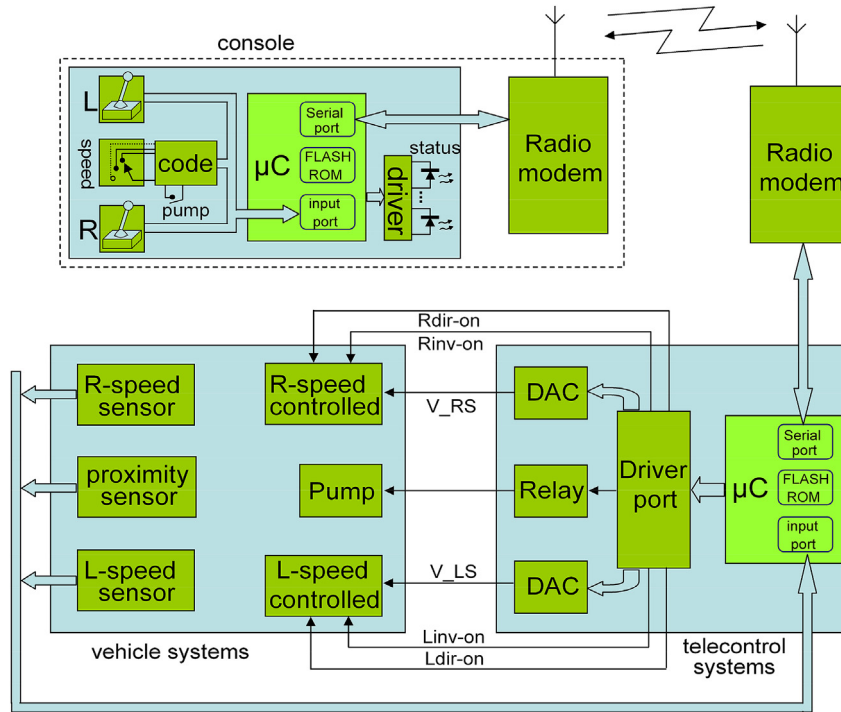 console
L
speed
code
pump
R
µC
Serial
port
FLASH
ROM
input
port
driver
status
Radio
modem
Radio
modem
Rdir-on
Rinv-on
R-speed
sensor
proximity
sensor
L-speed
sensor
R-speed
controlled
Pump
L-speed
controlled
V_RS
V_LS
DAC
Relay
DAC
Driver
port
µC
Serial
port
FLASH
ROM
input
port
Linv-on
Ldir-on
vehicle systems
telecontrol
systems